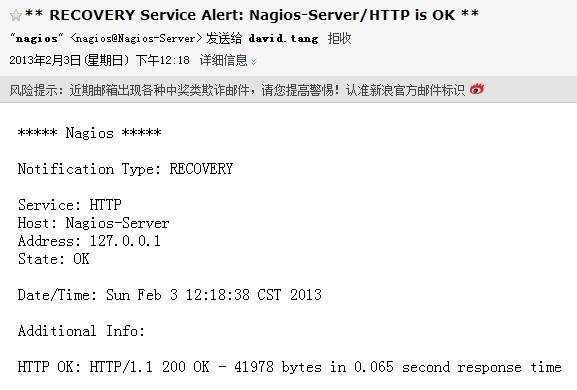 ** RECOVERY Service Alert: Nagios-Server/HTTP is OK **
"nagios" <nagios@Nagios-Server> 发送给 david.tang 拒收
2013年2月3日(星期日) 下午12:18 详细信息
风险提示：近期邮箱出现各种中奖类欺诈邮件，请您提高警惕！认准新浪官方邮件标识
***** Nagios *****
Notification Type: RECOVERY
Service: HTTP
Host: Nagios-Server
Address: 127.0.0.1
State: OK
Date/Time: Sun Feb 3 12:18:38 CST 2013
Additional Info:
HTTP OK: HTTP/1.1 200 OK - 41978 bytes in 0.065 second response time